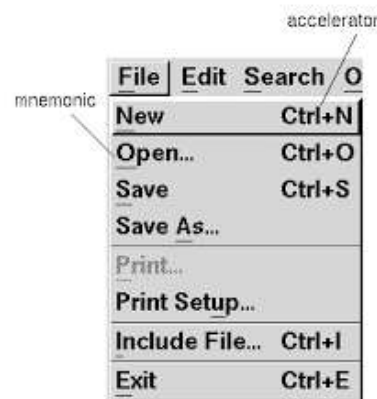 accelerator
File Edit Search O
mnemonic
New Ctrl+N
Open... Ctrl+O
Save Ctrl+S
Save As...
Print...
Print Setup...
Include File... Ctrl+I
Exit Ctrl+E